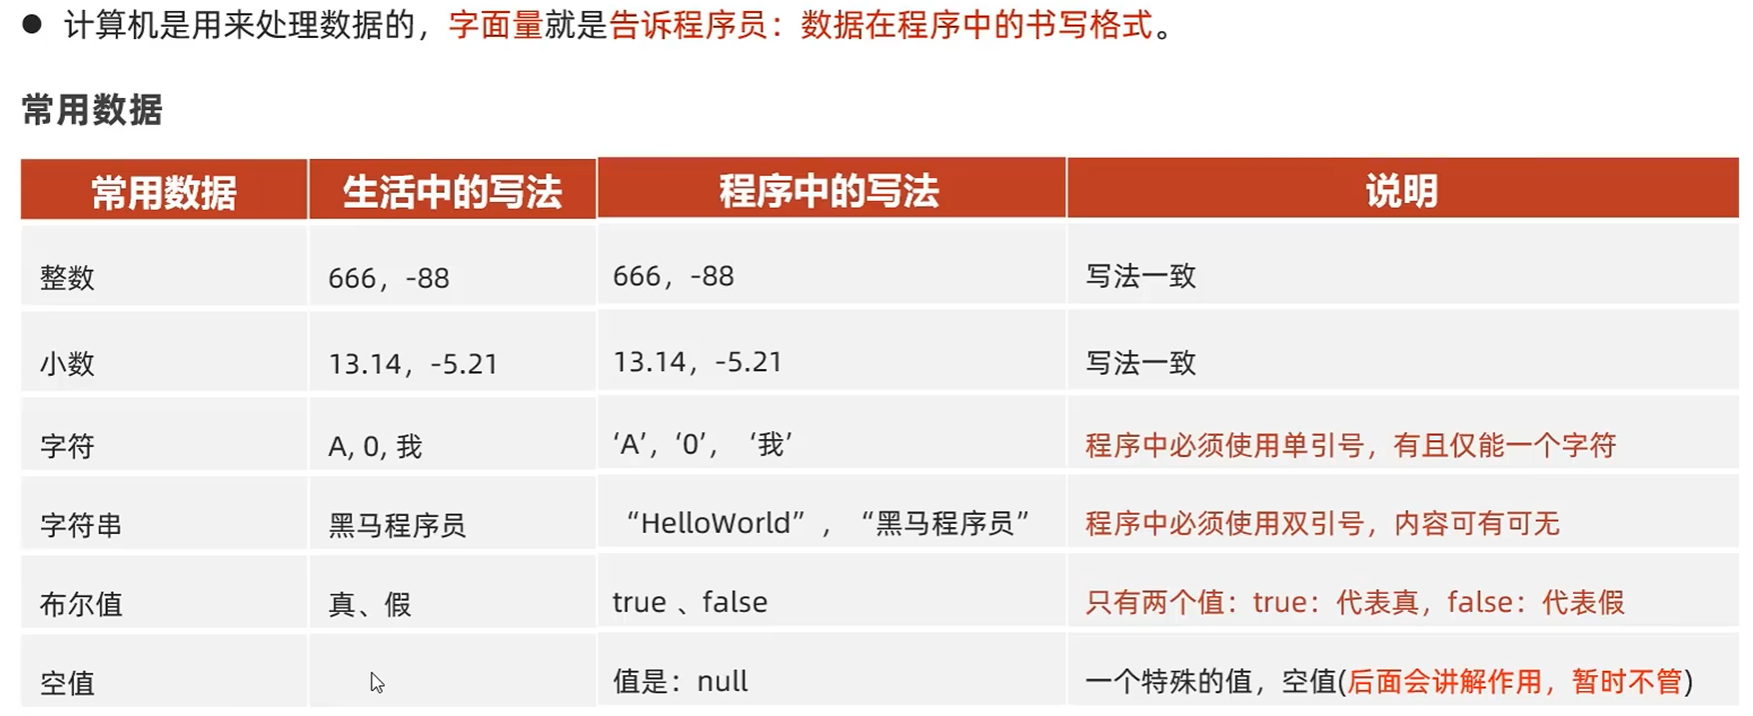 ● 计算机是用来处理数据的，字面量就是告诉程序员：数据在程序中的书写格式。
常用数据
常用数据 生活中的写法 程序中的写法 说明
整数 666，-88 666，-88 写法一致
小数 13.14，-5.21 13.14，-5.21 写法一致
字符 A, 0, 我 ‘A’，‘0’， ‘我’ 程序中必须使用单引号，有且仅能一个字符
字符串 黑马程序员 “HelloWorld” ， “黑马程序员” 程序中必须使用双引号，内容可有可无
布尔值 真、假 true 、false 只有两个值：true：代表真，false：代表假
空值 值是：null 一个特殊的值，空值(后面会讲解作用，暂时不管)